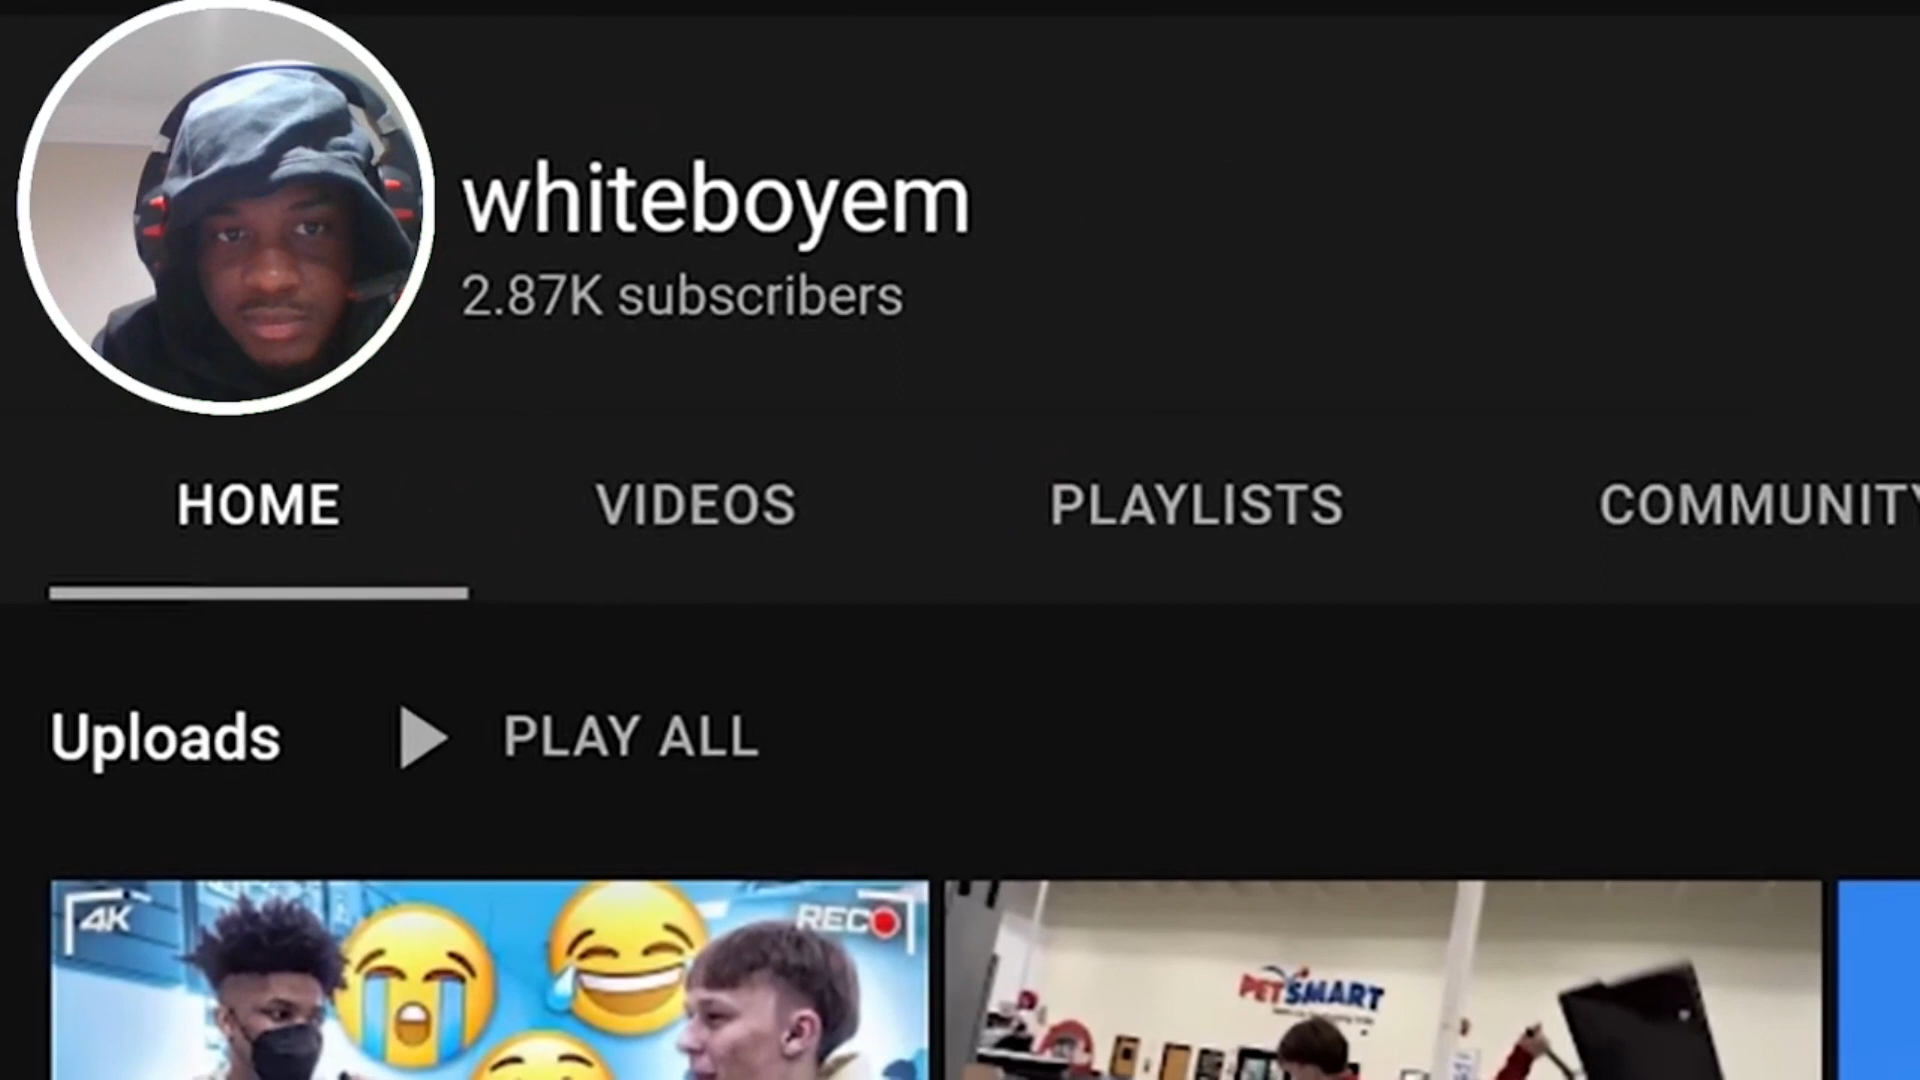 whiteboyem
2.87K subscribers
HOME
VIDEOS
PLAYLISTS
COMMUNITY
Uploads
PLAY ALL
4K
REC
PETSMART